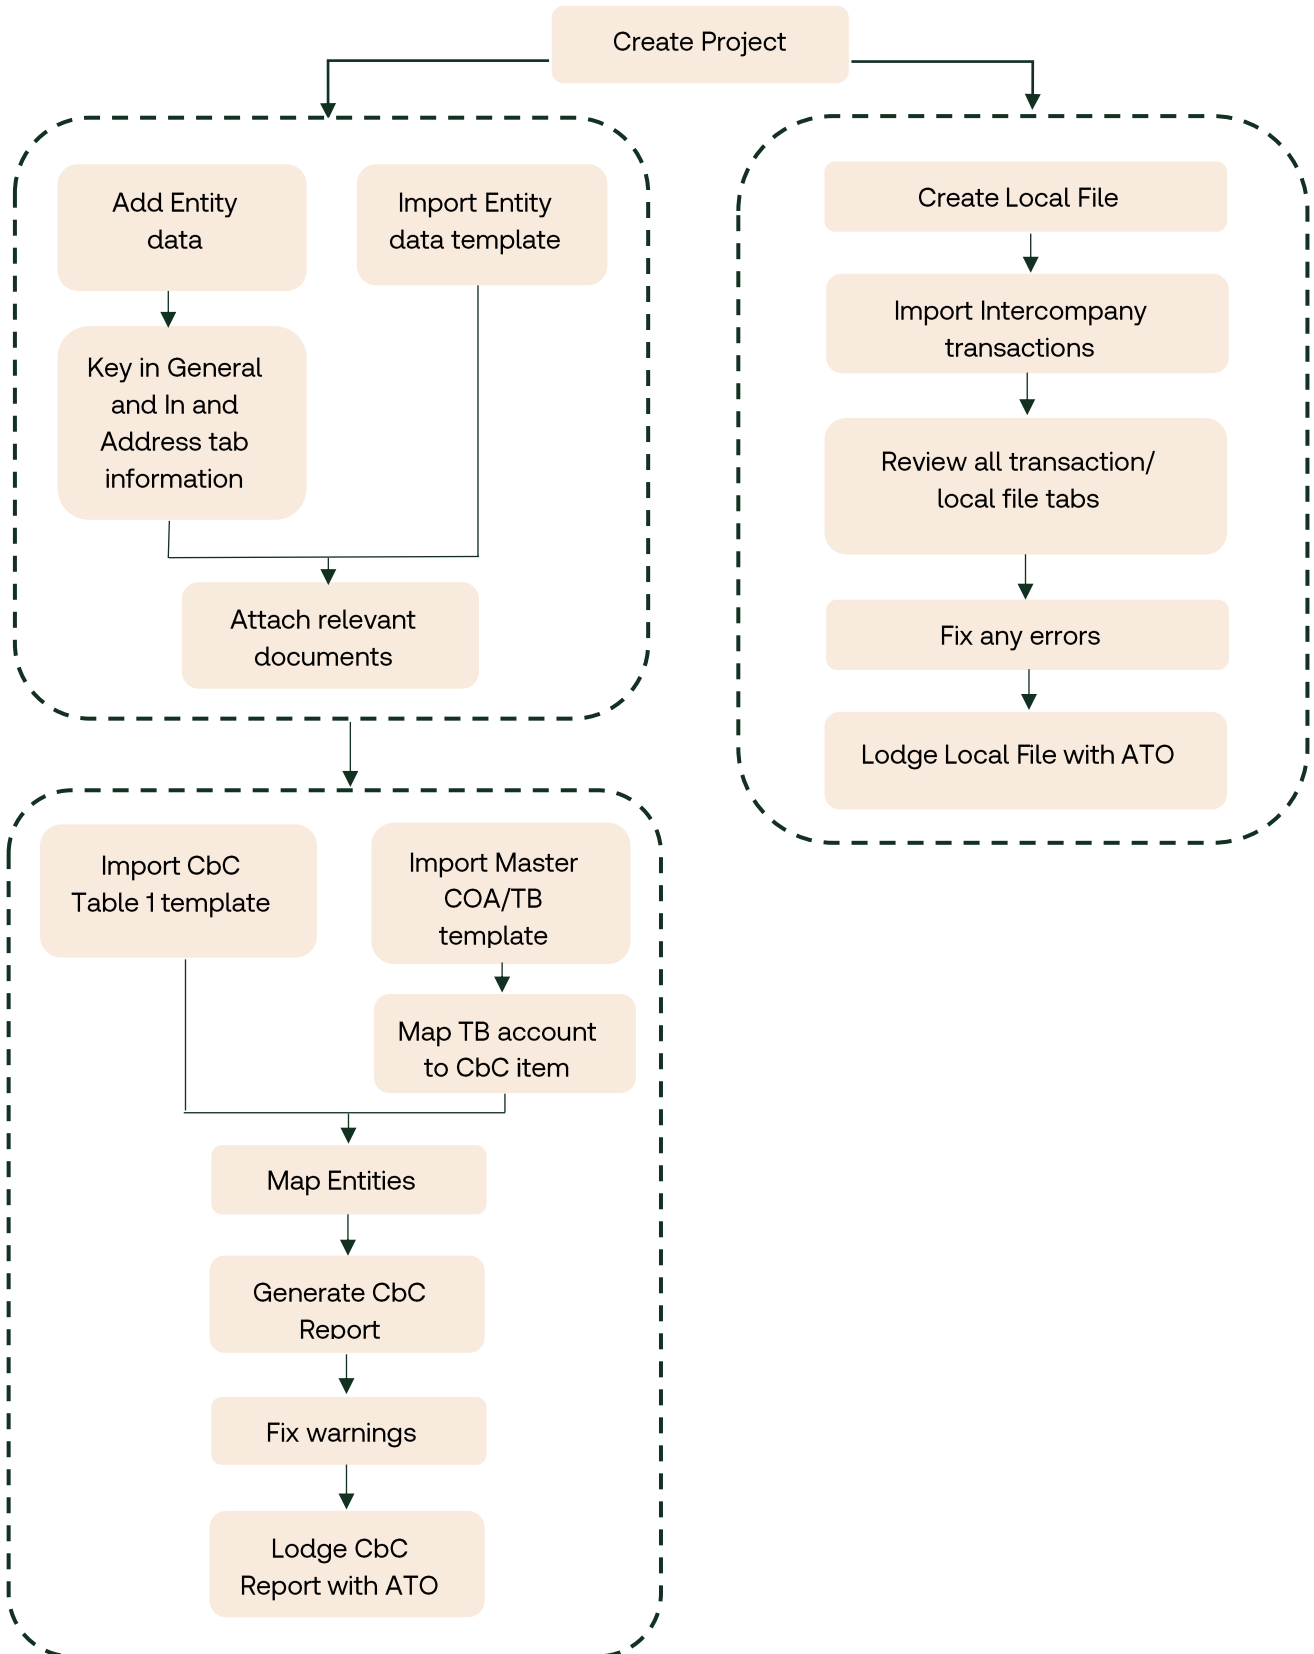 Create Project
Add Entity
data
Import Entity
data template
Key in General
and In and
Address tab
information
Attach relevant
documents
Import CbC
Table 1 template
Import Master
COA/TB
template
Map TB account
to CbC item
Map Entities
Generate CbC
Report
Fix warnings
Lodge CbC
Report with ATO
Create Local File
Import Intercompany
transactions
Review all transaction/
local file tabs
Fix any errors
Lodge Local File with ATO